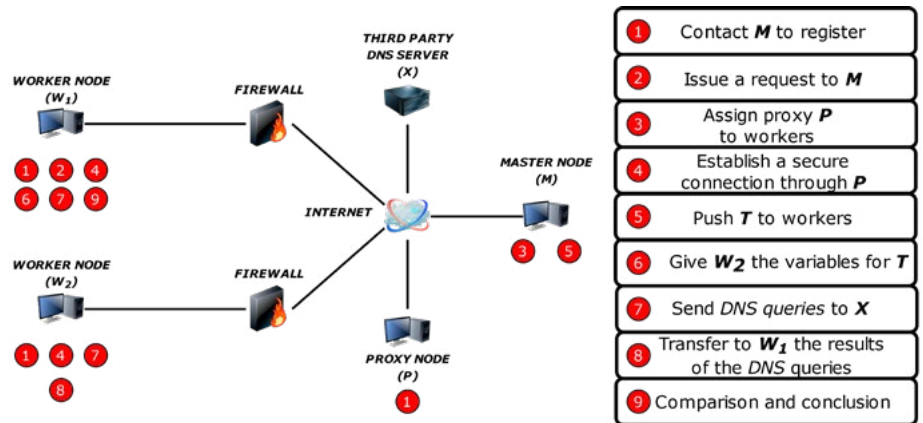 THIRD PARTY
DNS SERVER
(X)
WORKER NODE
(W1)
FIREWALL
1 2 4
6 7 9
MASTER NODE
(M)
INTERNET
3 5
WORKER NODE
(W2)
FIREWALL
1 4 7
8
PROXY NODE
(P)
1
1 Contact M to register
2 Issue a request to M
3 Assign proxy P
to workers
4 Establish a secure
connection through P
5 Push T to workers
6 Give W2 the variables for T
7 Send DNS queries to X
8 Transfer to W1 the results
of the DNS queries
9 Comparison and conclusion